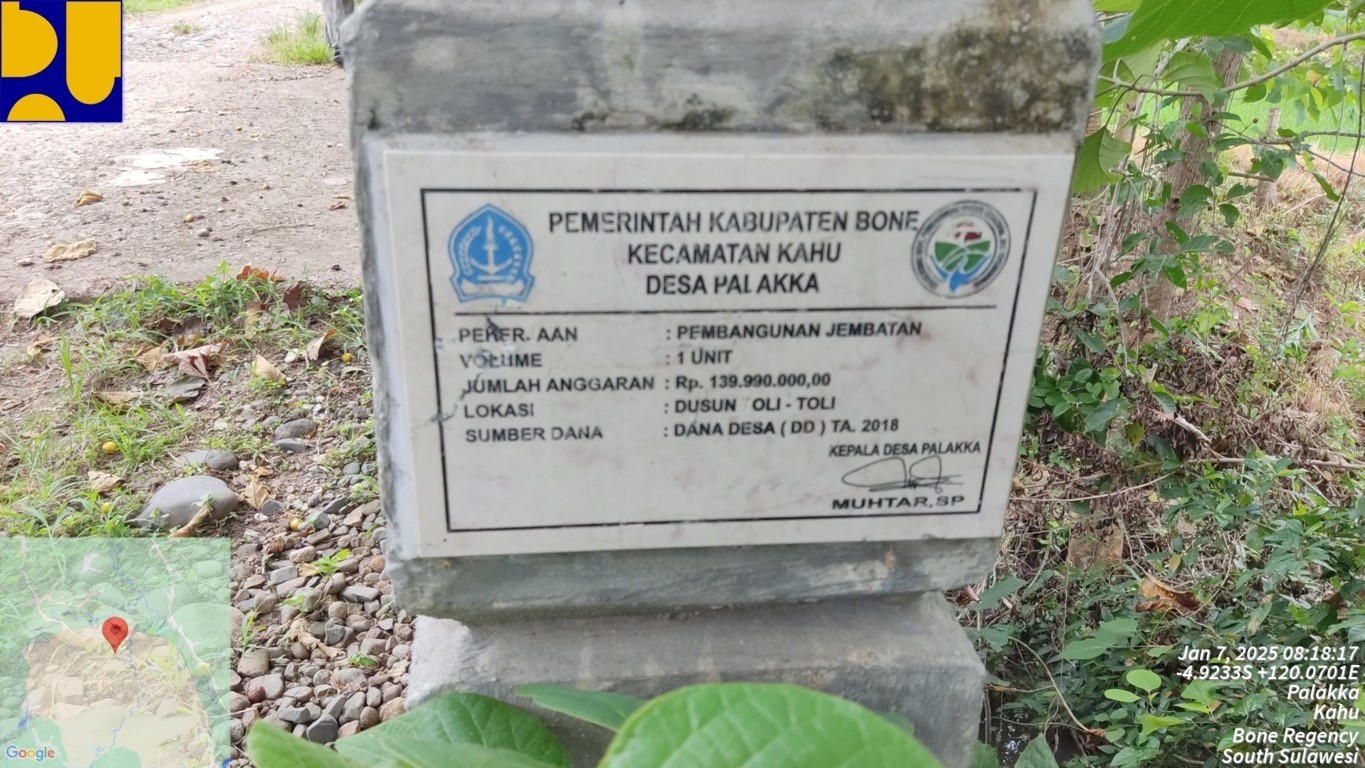 PEMERINTAH KABUPATEN BONE
KECAMATAN KAHU
DESA PALAKKA
: PEMBANGUNAN JEMBATAN
VOLUME : 1 UNIT
JUMLAH ANGGARAN : Rp. 139.990.000,00
LOKASI : DUSUN OLI - TOLI
SUMBER DANA : DANA DESA ( DD ) TA. 2018
KEPALA DESA PALAKKA
MUHTAR,SP
Jan 7, 2025 08:18:17
-4.9233S +120.0701E
Palakka
Kahu
Bone Regency
South Sulawesi
Google